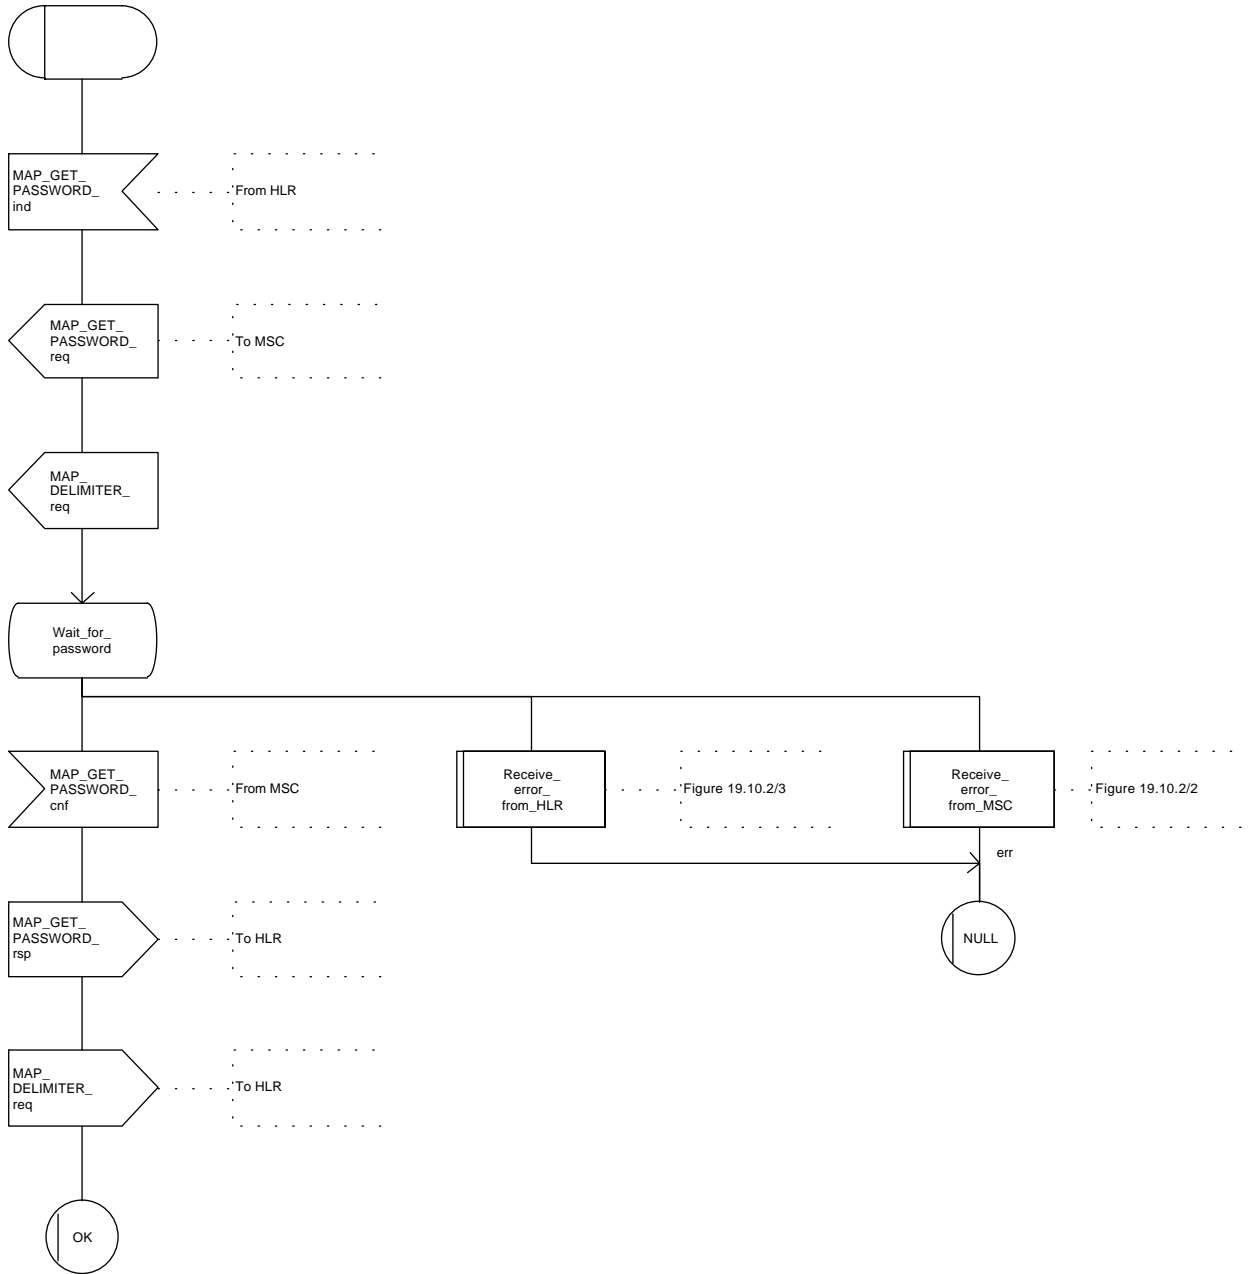 MAP_GET_
PASSWORD_
ind
From HLR
MAP_GET_
PASSWORD_
req
To MSC
MAP_
DELIMITER_
req
Wait_for_
password
MAP_GET_
PASSWORD_
cnf
From MSC
Receive_
error_
from_HLR
Figure 19.10.2/3
Receive_
error_
from_MSC
Figure 19.10.2/2
err
MAP_GET_
PASSWORD_
rsp
To HLR
NULL
MAP_
DELIMITER_
req
To HLR
OK